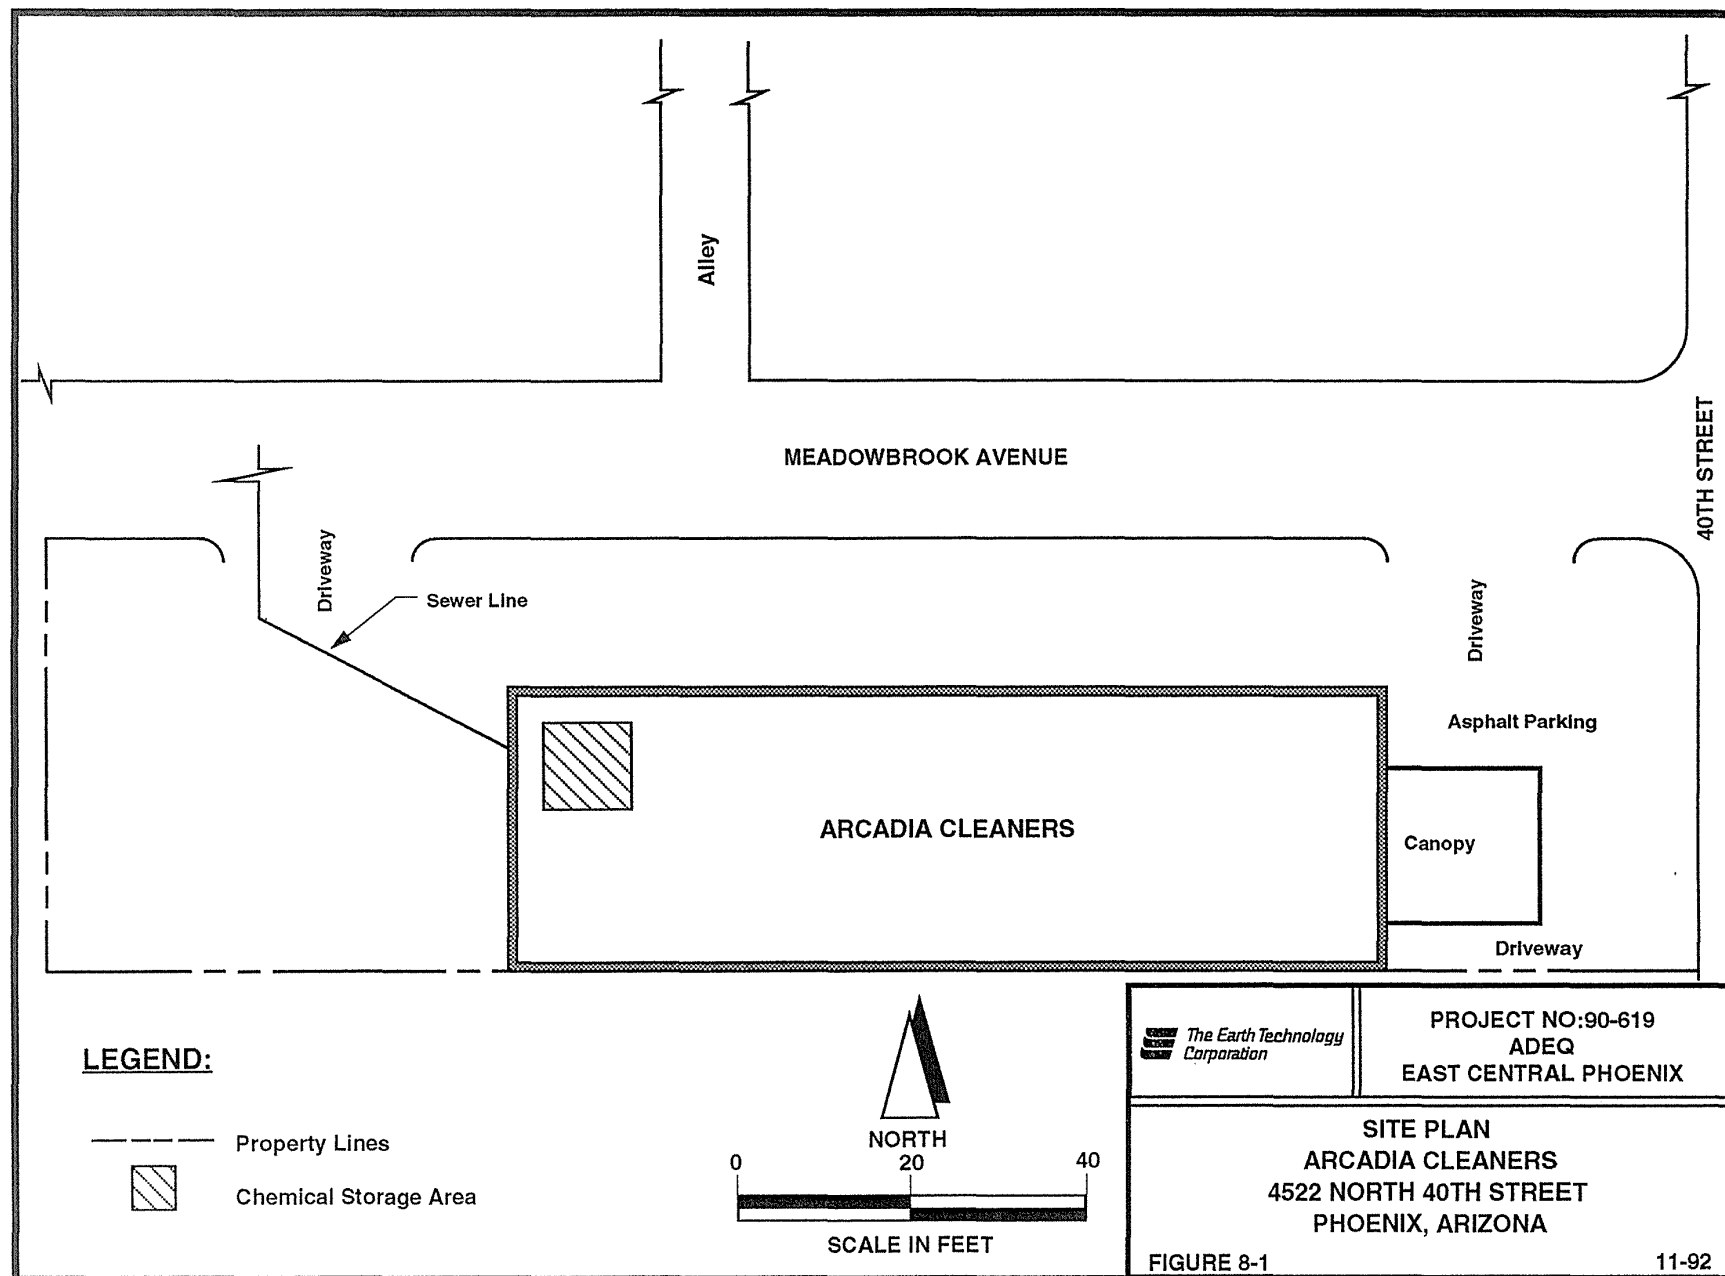 Alley
MEADOWBROOK AVENUE
40TH STREET
Driveway
Sewer Line
Driveway
Asphalt Parking
ARCADIA CLEANERS
Canopy
Driveway
LEGEND:
Property Lines
Chemical Storage Area
NORTH
0 20 40
SCALE IN FEET
The Earth Technology
Corporation
PROJECT NO:90-619
ADEQ
EAST CENTRAL PHOENIX
SITE PLAN
ARCADIA CLEANERS
4522 NORTH 40TH STREET
PHOENIX, ARIZONA
FIGURE 8-1 11-92